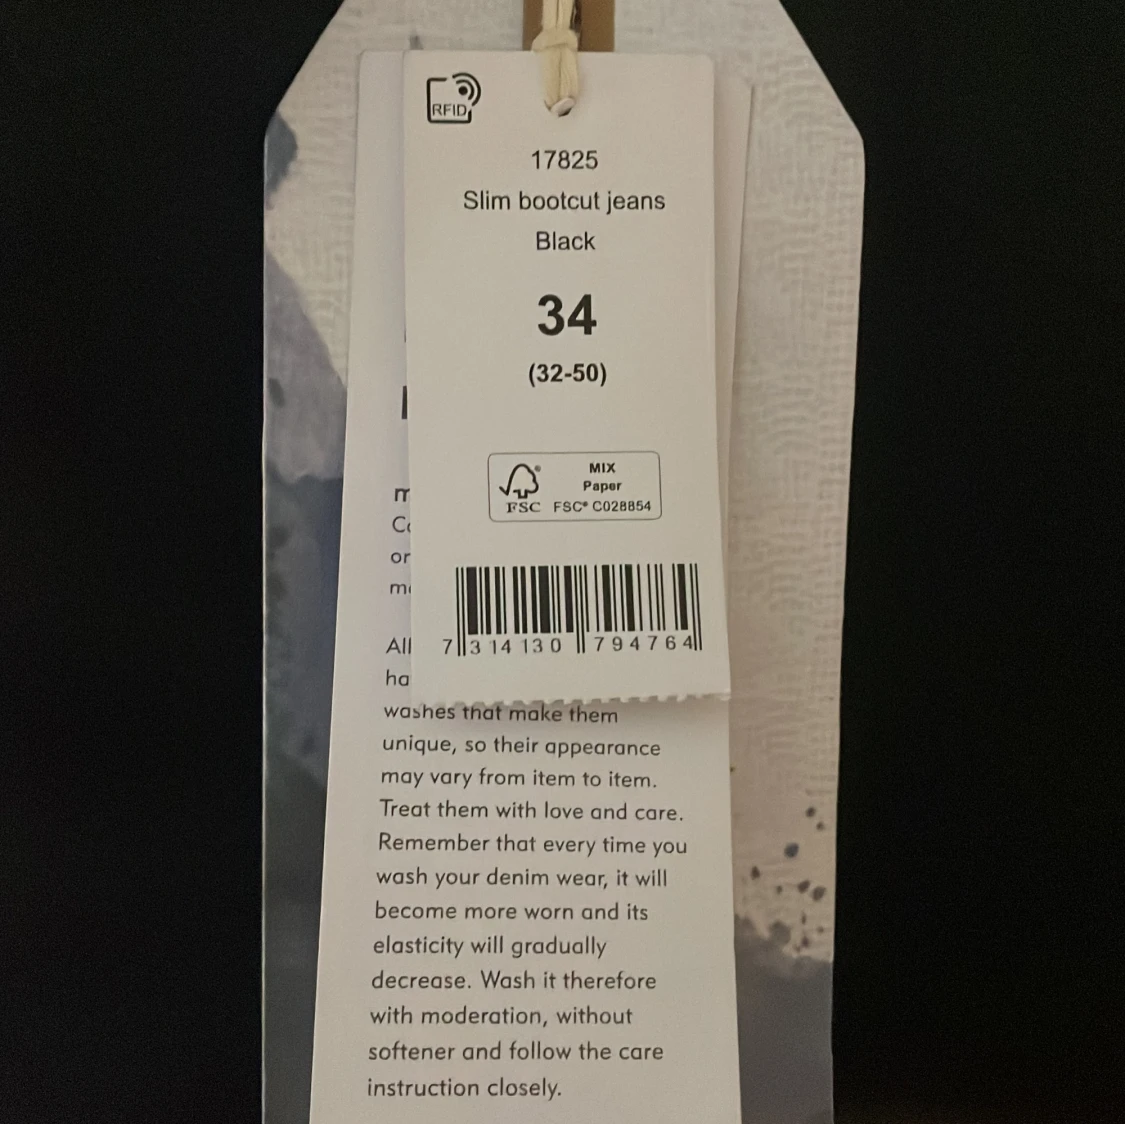 RFID
17825
Slim bootcut jeans
Black
34
(32-50)
MIX
Paper
FSC FSC® C028854
7 314130 794764
All
washes that make them
unique, so their appearance
may vary from item to item.
Treat them with love and care.
Remember that every time you
wash your denim wear, it will
become more worn and its
elasticity will gradually
decrease. Wash it therefore
with moderation, without
softener and follow the care
instruction closely.